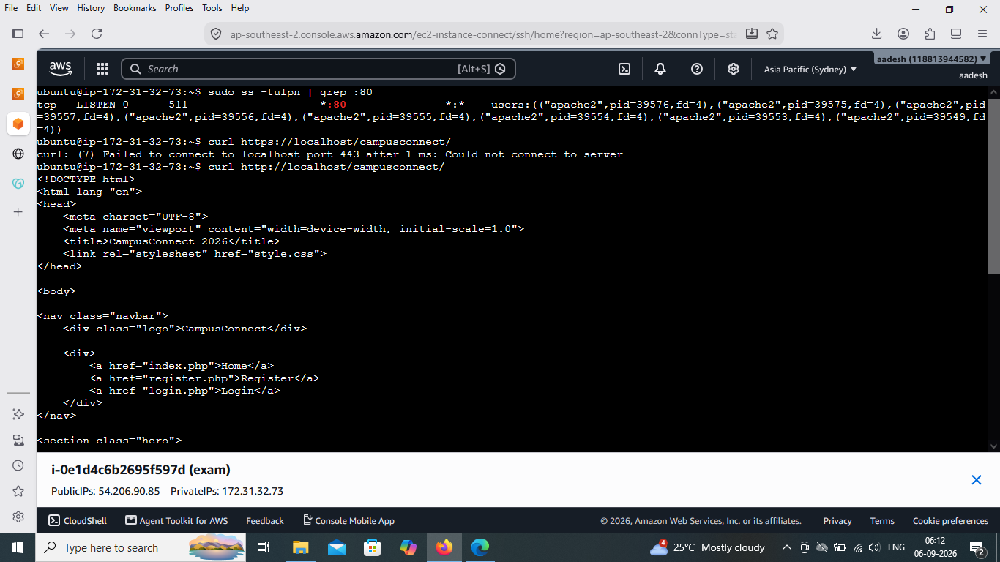 File Edit View History Bookmarks Profiles Tools Help
ap-southeast-2.console.aws.amazon.com/ec2-instance-connect/ssh/home?region=ap-southeast-2&connType=sta
aws
Search [Alt+S]
Asia Pacific (Sydney)
aadesh (118813944582)
aadesh
ubuntu@ip-172-31-32-73:~$ sudo ss -tulpn | grep :80
tcp   LISTEN 0      511                    *:80               *:*    users:(("apache2",pid=39576,fd=4),("apache2",pid=39575,fd=4),("apache2",pid
=39557,fd=4),("apache2",pid=39556,fd=4),("apache2",pid=39555,fd=4),("apache2",pid=39554,fd=4),("apache2",pid=39553,fd=4),("apache2",pid=39549,fd
=4))
ubuntu@ip-172-31-32-73:~$ curl https://localhost/campusconnect/
curl: (7) Failed to connect to localhost port 443 after 1 ms: Could not connect to server
ubuntu@ip-172-31-32-73:~$ curl http://localhost/campusconnect/
<!DOCTYPE html>
<html lang="en">
<head>
    <meta charset="UTF-8">
    <meta name="viewport" content="width=device-width, initial-scale=1.0">
    <title>CampusConnect 2026</title>
    <link rel="stylesheet" href="style.css">
</head>
<body>
<nav class="navbar">
    <div class="logo">CampusConnect</div>
    <div>
        <a href="index.php">Home</a>
        <a href="register.php">Register</a>
        <a href="login.php">Login</a>
    </div>
</nav>
<section class="hero">
i-0e1d4c6b2695f597d (exam)
PublicIPs: 54.206.90.85 PrivateIPs: 172.31.32.73
CloudShell Agent Toolkit for AWS Feedback Console Mobile App © 2026, Amazon Web Services, Inc. or its affiliates. Privacy Terms Cookie preferences
Type here to search
4
25°C Mostly cloudy
ENG
06:12
06-09-2026
2